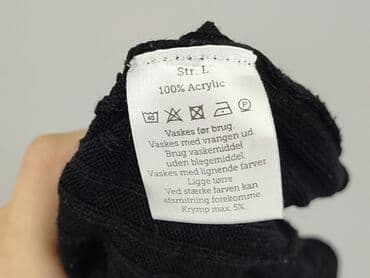 Str. L
100% Acrylic
40 P
Vaskes før brug.
Vaskes med vrangen ud.
Brug vaskemiddel
uden blegemiddel.
Vaskes med lignende farver.
Ligge tørre
Ved stærke farven kan
afsmitning forekomme
Krymp max. 5%.